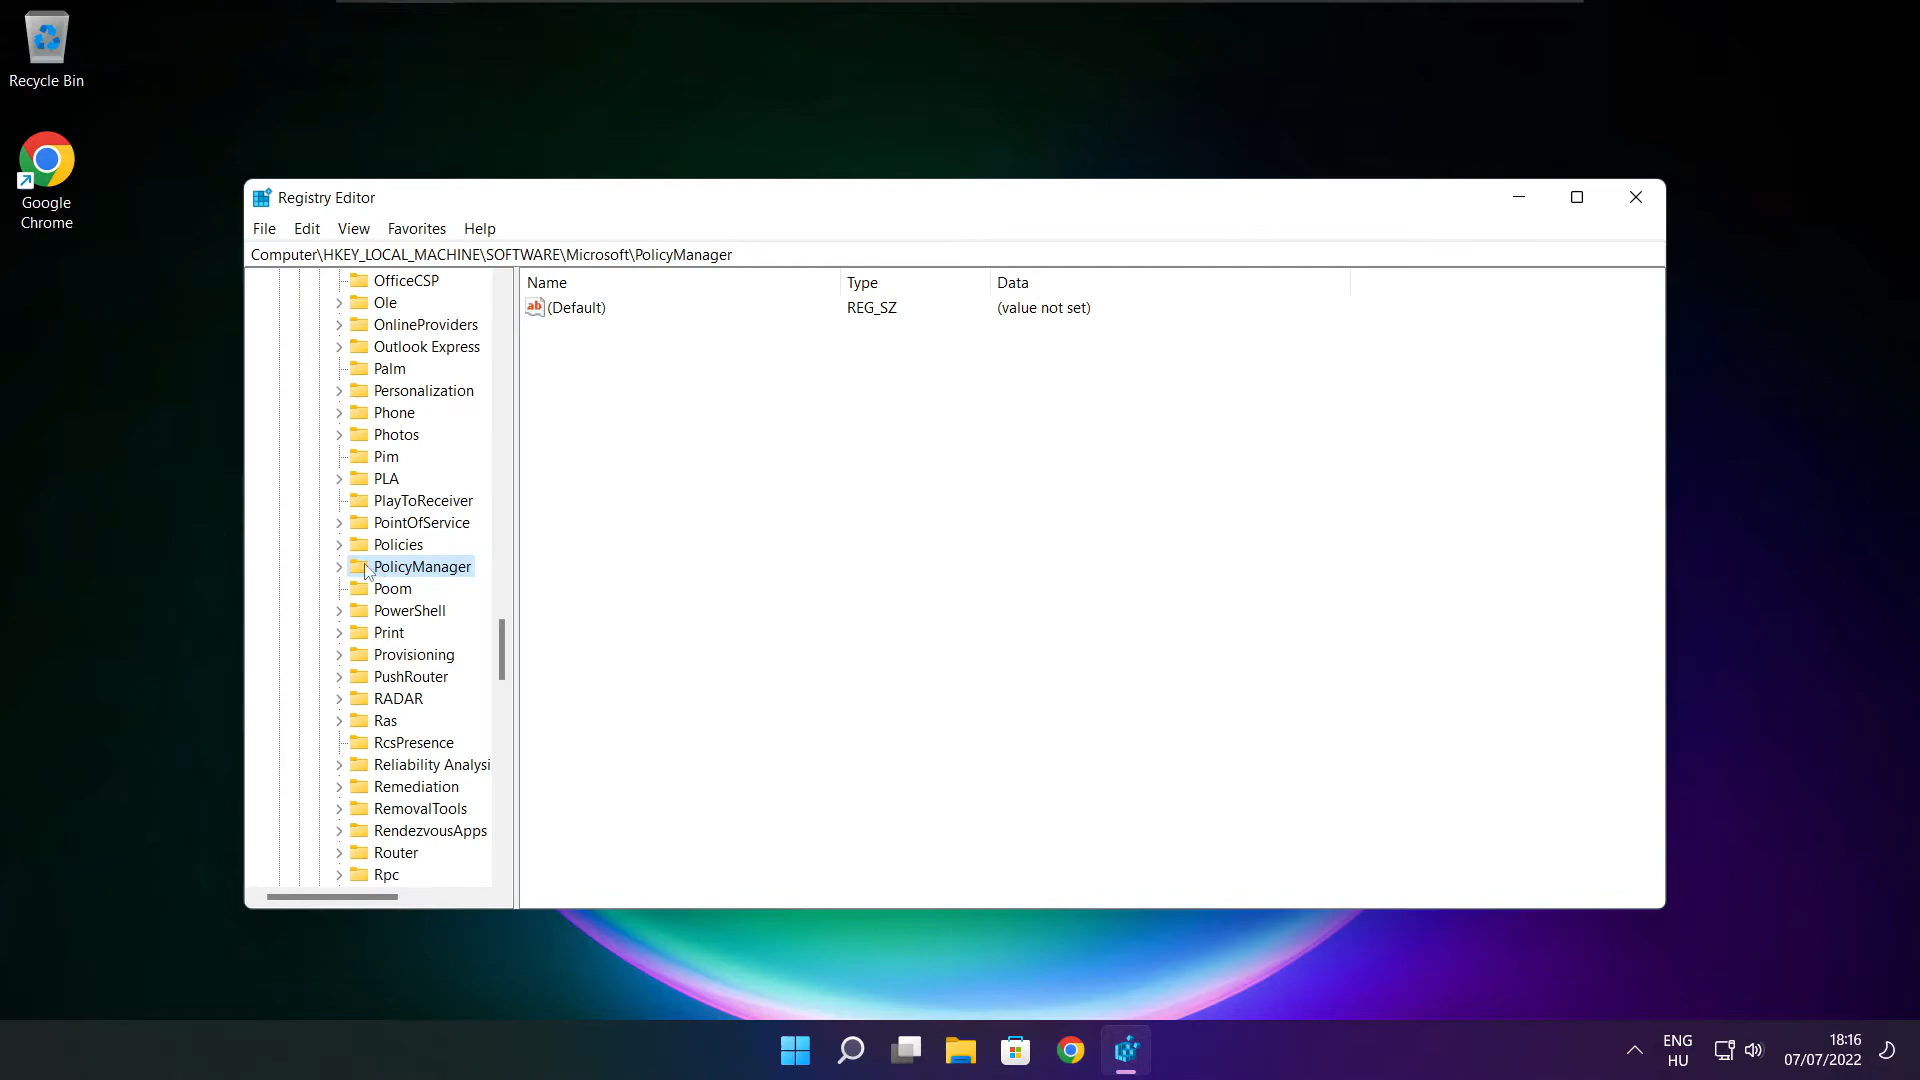 Recycle Bin
Google
Chrome
Registry Editor
File Edit View Favorites Help
Computer\HKEY_LOCAL_MACHINE\SOFTWARE\Microsoft\PolicyManager
OfficeCSP
Ole
OnlineProviders
Outlook Express
Palm
Personalization
Phone
Photos
Pim
PLA
PlayToReceiver
PointOfService
Policies
PolicyManager
Poom
PowerShell
Print
Provisioning
PushRouter
RADAR
Ras
RcsPresence
Reliability Analysi
Remediation
RemovalTools
RendezvousApps
Router
Rpc
Name Type Data
ab (Default) REG_SZ (value not set)
ENG
HU
18:16
07/07/2022